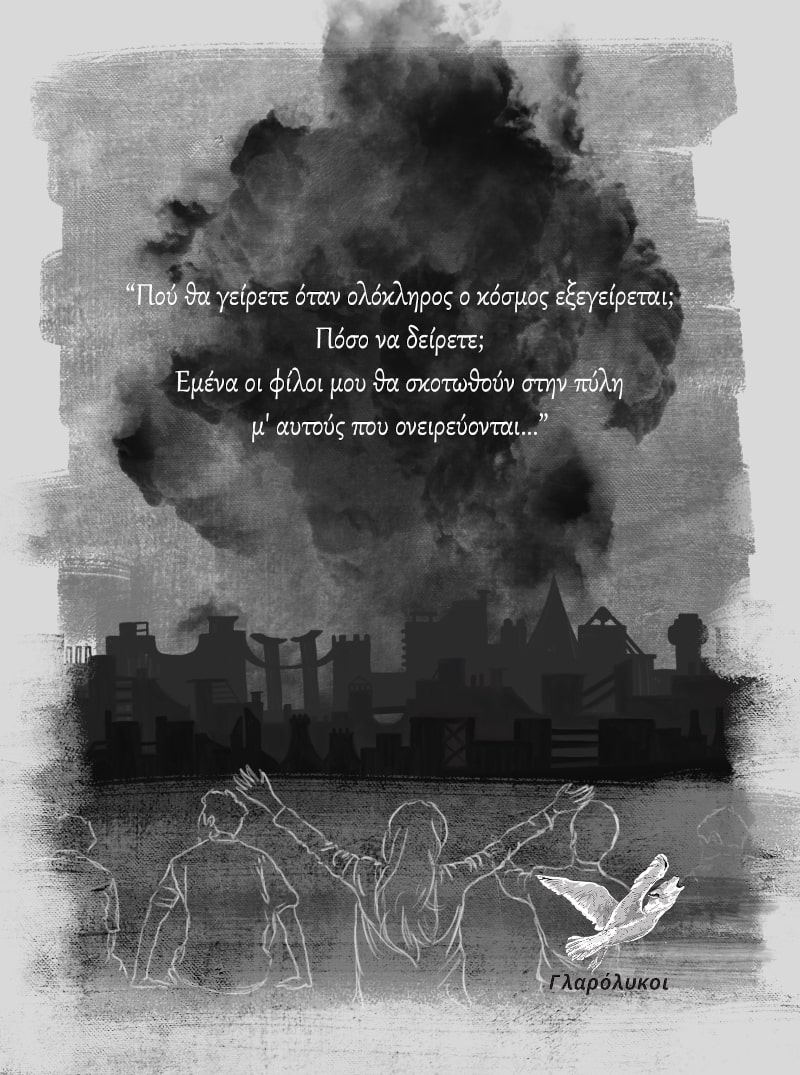 “Πού θα γείρετε όταν ολόκληρος ο κόσμος εξεγείρεται;
Πόσο να δείρετε;
Εμένα οι φίλοι μου θα σκοτωθούν στην πύλη
μ' αυτούς που ονειρεύονται...”
Γλαρόλυκοι